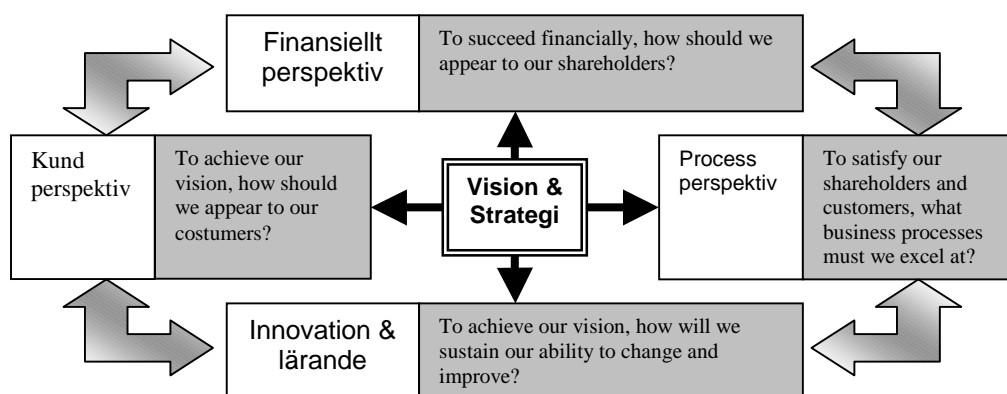 Finansiellt
perspektiv
To succeed financially, how should we
appear to our shareholders?
Kund
perspektiv
To achieve our
vision, how should
we appear to our
costumers?
Vision &
Strategi
Process
perspektiv
To satisfy our
shareholders and
customers, what
business processes
must we excel at?
Innovation &
lärande
To achieve our vision, how will we
sustain our ability to change and
improve?